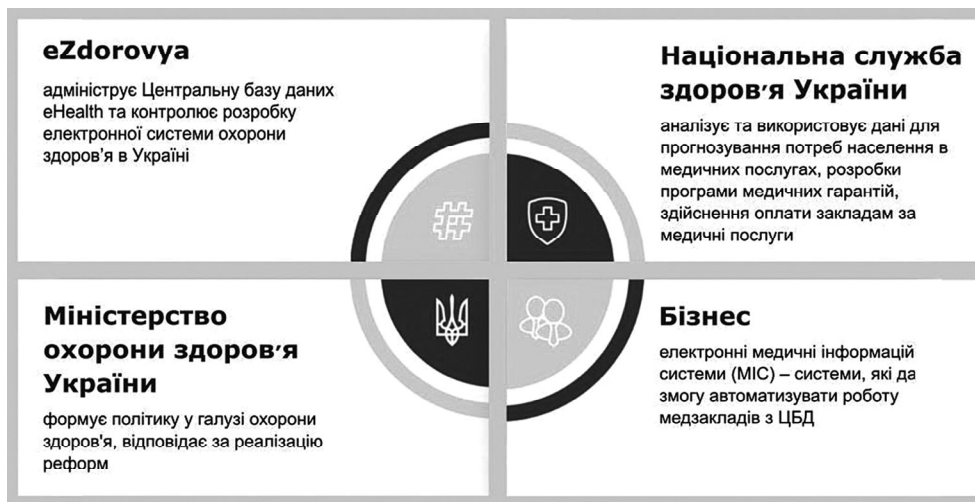 eZdorovya
адмініструє Центральну базу даних
eHealth та контролює розробку
електронної системи охорони
здоров'я в Україні
Національна служба
здоров'я України
аналізує та використовує дані для
прогнозування потреб населення в
медичних послугах, розробки
програми медичних гарантій,
здійснення оплати закладам за
медичні послуги
Міністерство
охорони здоров'я
України
формує політику у галузі охорони
здоров'я, відповідає за реалізацію
реформ
Бізнес
електронні медичні інформацій
системи (МІС) – системи, які да
змогу автоматизувати роботу
медзакладів з ЦБД